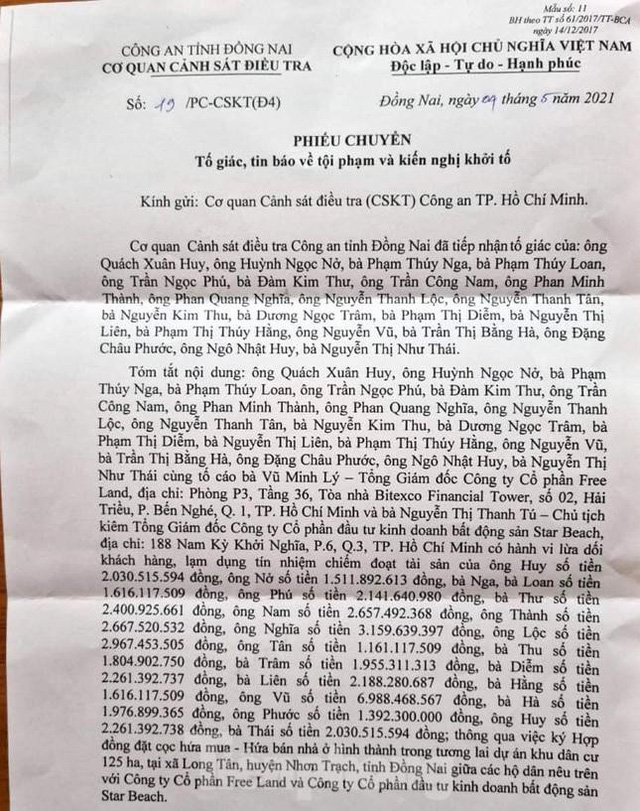 Mẫu số: 11
BH theo TT số 61/2017/TT-BCA
ngày 14/12/2017
CÔNG AN TỈNH ĐỒNG NAI
CƠ QUAN CẢNH SÁT ĐIỀU TRA
CỘNG HÒA XÃ HỘI CHỦ NGHĨA VIỆT NAM
Độc lập - Tự do - Hạnh phúc
Số: 19 /PC-CSKT(Đ4)
Đồng Nai, ngày 09 tháng 5 năm 2021
PHIẾU CHUYỂN
Tố giác, tin báo về tội phạm và kiến nghị khởi tố
Kính gửi: Cơ quan Cảnh sát điều tra (CSKT) Công an TP. Hồ Chí Minh.
Cơ quan Cảnh sát điều tra Công an tỉnh Đồng Nai đã tiếp nhận tố giác của: ông
Quách Xuân Huy, ông Huỳnh Ngọc Nở, bà Phạm Thúy Nga, bà Phạm Thúy Loan,
ông Trần Ngọc Phú, bà Đàm Kim Thư, ông Trần Công Nam, ông Phan Minh
Thành, ông Phan Quang Nghĩa, ông Nguyễn Thanh Lộc, ông Nguyễn Thanh Tân,
bà Nguyễn Kim Thu, bà Dương Ngọc Trâm, bà Phạm Thị Diễm, bà Nguyễn Thị
Liên, bà Phạm Thị Thúy Hằng, ông Nguyễn Vũ, bà Trần Thị Bằng Hà, ông Đặng
Châu Phước, ông Ngô Nhật Huy, bà Nguyễn Thị Như Thái.
Tóm tắt nội dung: ông Quách Xuân Huy, ông Huỳnh Ngọc Nở, bà Phạm
Thúy Nga, bà Phạm Thúy Loan, ông Trần Ngọc Phú, bà Đàm Kim Thư, ông Trần
Công Nam, ông Phan Minh Thành, ông Phan Quang Nghĩa, ông Nguyễn Thanh
Lộc, ông Nguyễn Thanh Tân, bà Nguyễn Kim Thu, bà Dương Ngọc Trâm, bà
Phạm Thị Diễm, bà Nguyễn Thị Liên, bà Phạm Thị Thúy Hằng, ông Nguyễn Vũ,
bà Trần Thị Bằng Hà, ông Đặng Châu Phước, ông Ngô Nhật Huy, bà Nguyễn Thị
Như Thái cùng tố cáo bà Vũ Minh Lý – Tổng Giám đốc Công ty Cổ phần Free
Land, địa chỉ: Phòng P3, Tầng 36, Tòa nhà Bitexco Financial Tower, số 02, Hải
Triều, P. Bến Nghé, Q. 1, TP. Hồ Chí Minh và bà Nguyễn Thị Thanh Tú – Chủ tịch
kiêm Tổng Giám đốc Công ty Cổ phần đầu tư kinh doanh bất động sản Star Beach,
địa chỉ: 188 Nam Kỳ Khởi Nghĩa, P.6, Q.3, TP. Hồ Chí Minh có hành vi lừa dối
khách hàng, lạm dụng tín nhiệm chiếm đoạt tài sản của ông Huy số tiền
2.030.515.594 đồng, ông Nở số tiền 1.511.892.613 đồng, bà Nga, bà Loan số tiền
1.616.117.509 đồng, ông Phú số tiền 2.141.640.980 đồng, bà Thư số tiền
2.400.925.661 đồng, ông Nam số tiền 2.657.492.368 đồng, ông Thành số tiền
2.667.520.532 đồng, ông Nghĩa số tiền 3.159.639.397 đồng, ông Lộc số tiền
2.967.453.505 đồng, ông Tân số tiền 1.161.117.509 đồng, bà Thu số tiền
1.804.902.750 đồng, bà Trâm số tiền 1.955.311.313 đồng, bà Diễm số tiền
2.261.392.737 đồng, bà Liên số tiền 2.188.280.687 đồng, bà Hằng số tiền
1.616.117.509 đồng, ông Vũ số tiền 6.988.468.567 đồng, bà Hà số tiền
1.976.899.365 đồng, ông Phước số tiền 1.392.300.000 đồng, ông Huy số tiền
2.261.392.738 đồng, bà Thái số tiền 2.030.515.594 đồng; thông qua việc ký Hợp
đồng đặt cọc hứa mua - Hứa bán nhà ở hình thành trong tương lai dự án khu dân cư
125 ha, tại xã Long Tân, huyện Nhơn Trạch, tỉnh Đồng Nai giữa các hộ dân nêu trên
với Công ty Cổ phần Free Land và Công ty Cổ phần đầu tư kinh doanh bất động sản
Star Beach.